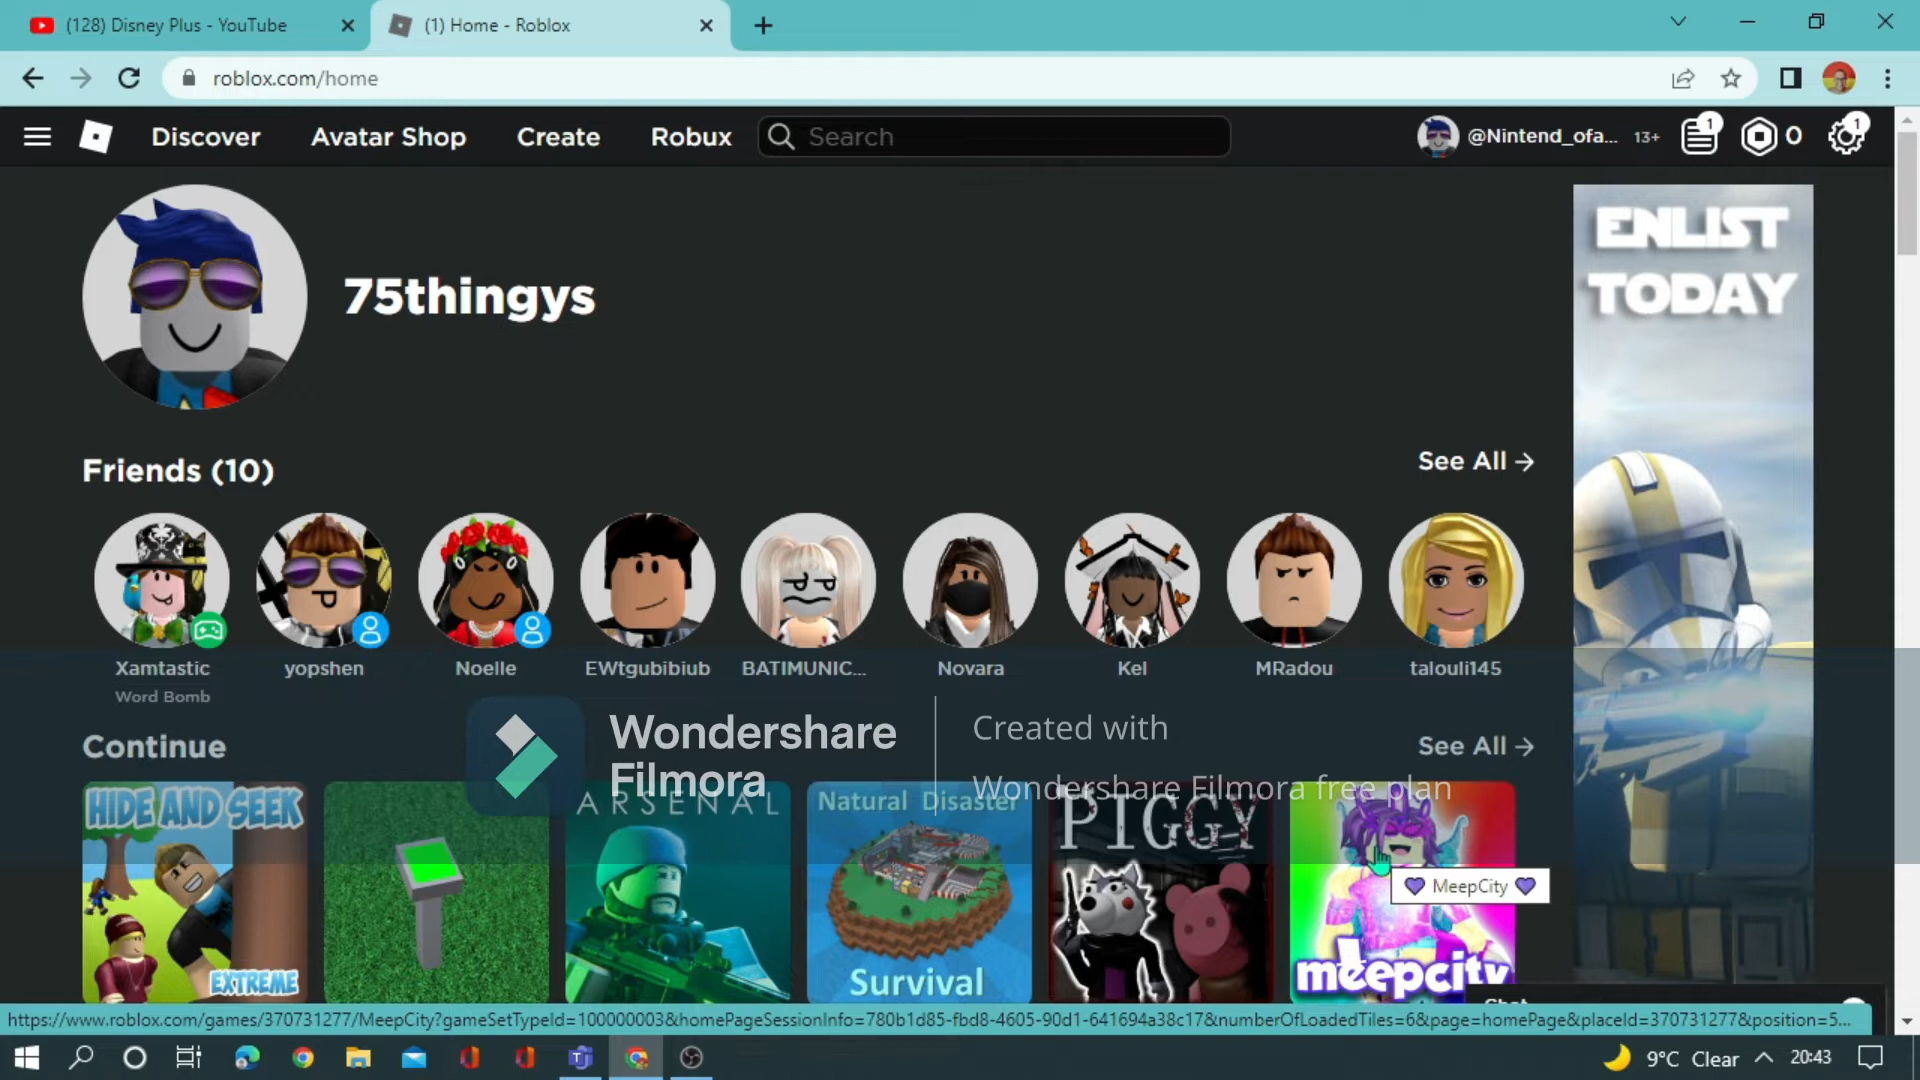 (128) Disney Plus - YouTube
(1) Home - Roblox
roblox.com/home
Discover
Avatar Shop
Create
Robux
Search
@Nintend_ofa...
13+
1
0
1
75thingys
ENLIST
TODAY
Friends (10)
See All
Xamtastic
Word Bomb
yopshen
Noelle
EWtgubibiub
BATIMUNIC...
Novara
Kel
MRadou
talouli145
Wondershare
Filmora
Created with
Wondershare Filmora free plan
Continue
See All
HIDE AND SEEK
EXTREME
ARSENAL
Natural Disaster
Survival
PIGGY
MeepCity
meepcity
Chat
https://www.roblox.com/games/370731277/MeepCity?gameSetTypeId=100000003&homePageSessionInfo=780b1d85-fbd8-4605-90d1-641694a38c17&numberOfLoadedTiles=6&page=homePage&placeId=370731277&position=5...
9°C Clear
20:43